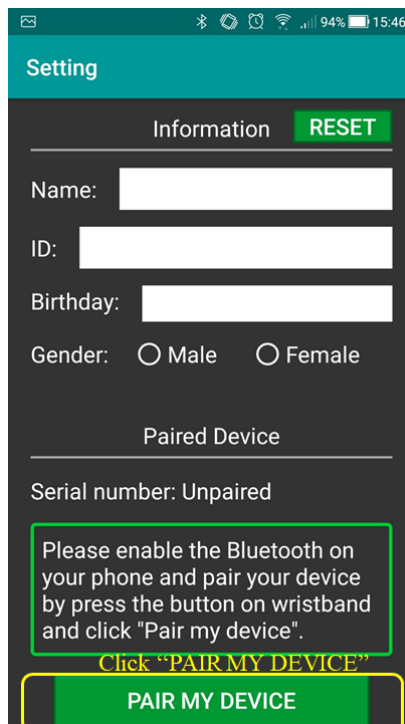 94% 15:46
Setting
Information RESET
Name:
ID:
Birthday:
Gender: Male Female
Paired Device
Serial number: Unpaired
Please enable the Bluetooth on
your phone and pair your device
by press the button on wristband
and click "Pair my device".
Click “PAIR MY DEVICE”
PAIR MY DEVICE